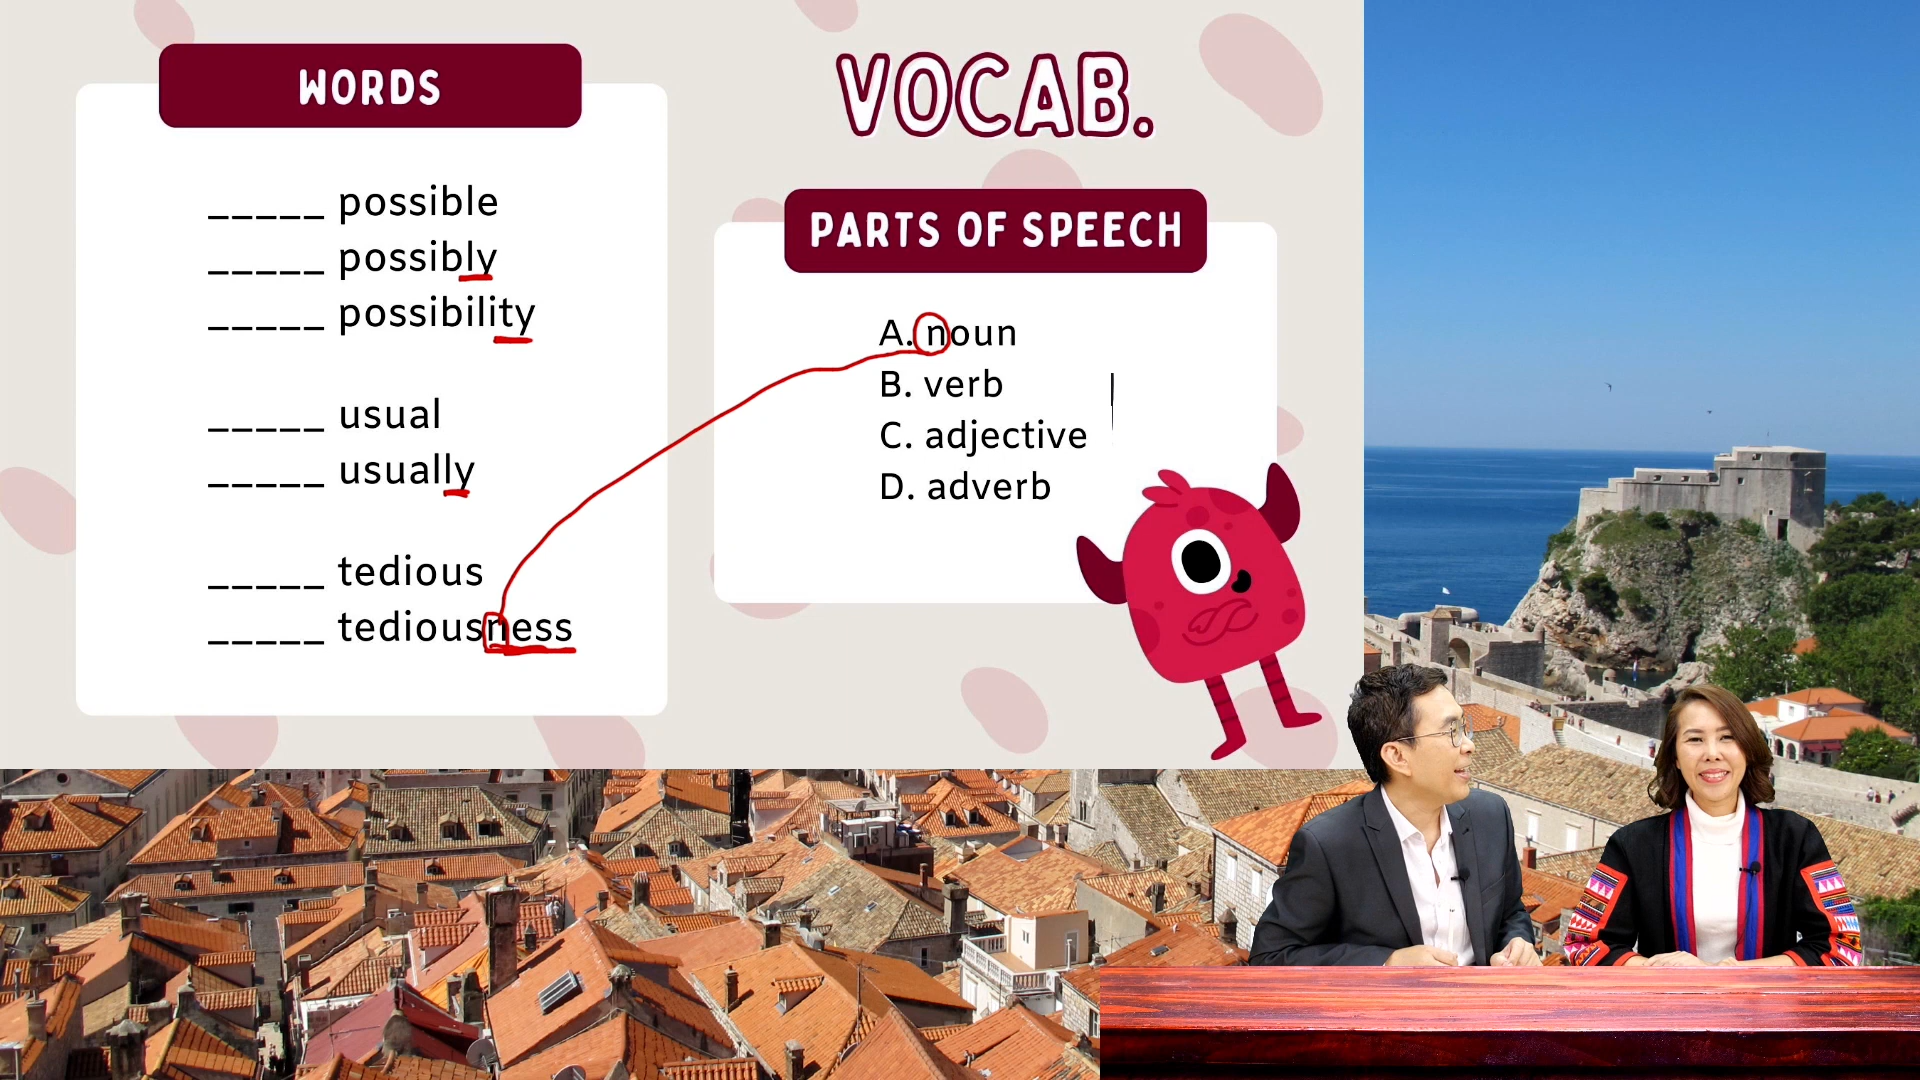 WORDS
_____ possible
_____ possibly
_____ possibility
_____ usual
_____ usually
_____ tedious
_____ tediousness
VOCAB.
PARTS OF SPEECH
A. noun
B. verb
C. adjective
D. adverb